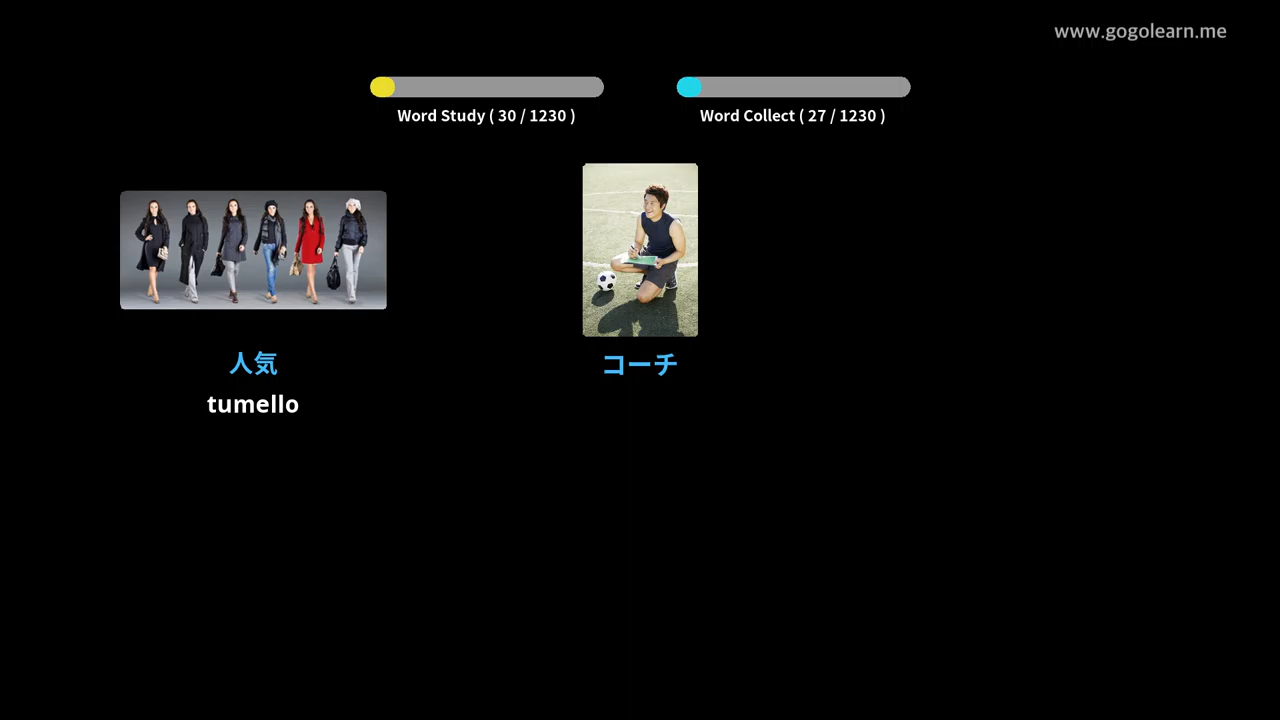 www.gogolearn.me
Word Study ( 30 / 1230 )
Word Collect ( 27 / 1230 )
人気
tumello
コーチ